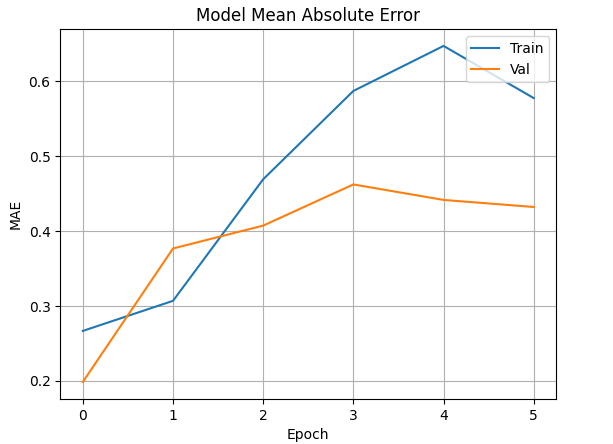 Model Mean Absolute Error
Train
Val
0.6
0.5
0.4
0.3
0.2
MAE
0 1 2 3 4 5
Epoch